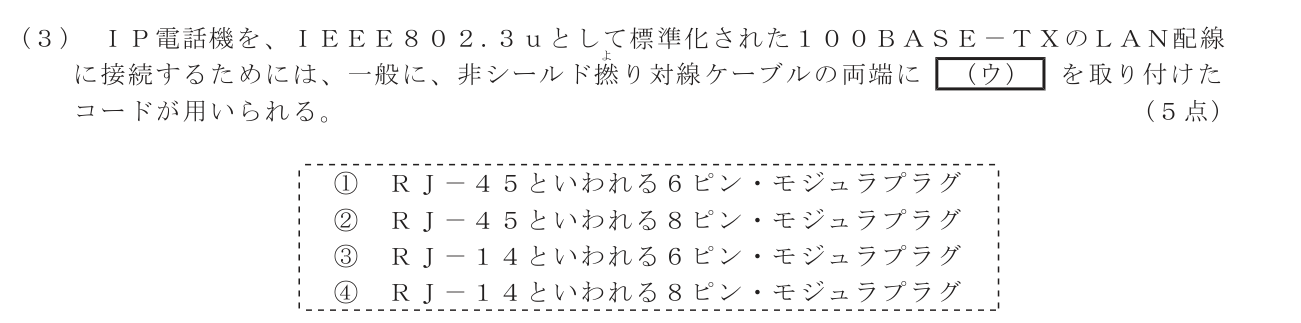 （３）　ＩＰ電話機を、ＩＥＥＥ８０２.３ｕとして標準化された１００ＢＡＳＥ－ＴＸのＬＡＮ配線
よ
に接続するためには、一般に、非シールド撚り対線ケーブルの両端に （ウ） を取り付けた
コードが用いられる。　（５点）
①　ＲＪ－４５といわれる６ピン・モジュラプラグ
②　ＲＪ－４５といわれる８ピン・モジュラプラグ
③　ＲＪ－１４といわれる６ピン・モジュラプラグ
④　ＲＪ－１４といわれる８ピン・モジュラプラグ